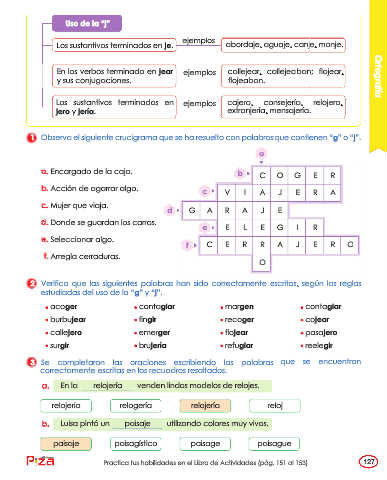 Uso de la "j"
Los sustantivos terminados en je.
ejemplos
abordaje, aguaje, canje, monje.
En los verbos terminado en jear
y sus conjugaciones.
ejemplos
callejear, callejeaban; flojear,
flojeaban.
Los sustantivos terminados en
jero y jería.
ejemplos
cajero, consejería, relojero,
extranjería, mensajería.
Ortografía
1 Observa el siguiente crucigrama que se ha resuelto con palabras que contienen "g" o "j".
a. Encargado de la caja.
b. Acción de agarrar algo.
c. Mujer que viaja.
d. Donde se guardan los carros.
e. Seleccionar algo.
f. Arregla cerraduras.
a
b C O G E R
c V I A J E R A
d G A R A J E
e E L E G I R
f C E R R A J E R O
O
2 Verifica que las siguientes palabras han sido correctamente escritas, según las reglas
estudiadas del uso de la "g" y "j".
• acoger • contagiar • margen • contagiar
• burbujear • fingir • recoger • cojear
• callejero • emerger • flojear • pasajero
• surgir • brujería • refugiar • reelegir
3 Se completaron las oraciones escribiendo las palabras que se encuentran
correctamente escritas en los recuadros resaltados.
a. En la relojería venden lindos modelos de relojes.
relojerio relogería relojería reloj
b. Luisa pintó un paisaje utilizando colores muy vivos.
paisaje paisagístico paisage paisague
Practica tus habilidades en el Libro de Actividades (pág. 151 al 153)
127